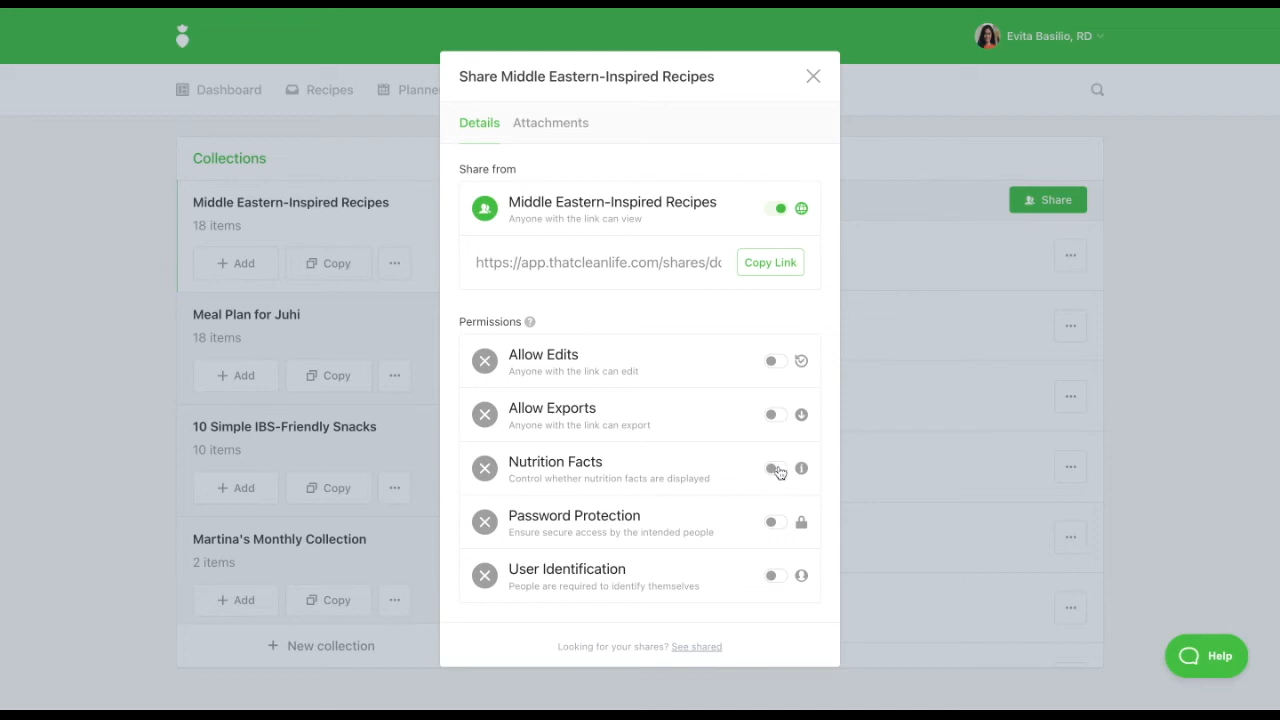 Evita Basilio, RD
Share Middle Eastern-Inspired Recipes
Dashboard
Recipes
Planne
Details
Attachments
Collections
Share from
Middle Eastern-Inspired Recipes
18 items
Add
Copy
Middle Eastern-Inspired Recipes
Anyone with the link can view
Share
https://app.thatcleanlife.com/shares/dc
Copy Link
Meal Plan for Juhi
18 items
Add
Copy
Permissions
Allow Edits
Anyone with the link can edit
Allow Exports
Anyone with the link can export
10 Simple IBS-Friendly Snacks
10 items
Add
Copy
Nutrition Facts
Control whether nutrition facts are displayed
Password Protection
Ensure secure access by the intended people
Martina's Monthly Collection
2 items
Add
Copy
User Identification
People are required to identify themselves
New collection
Looking for your shares? See shared
Help